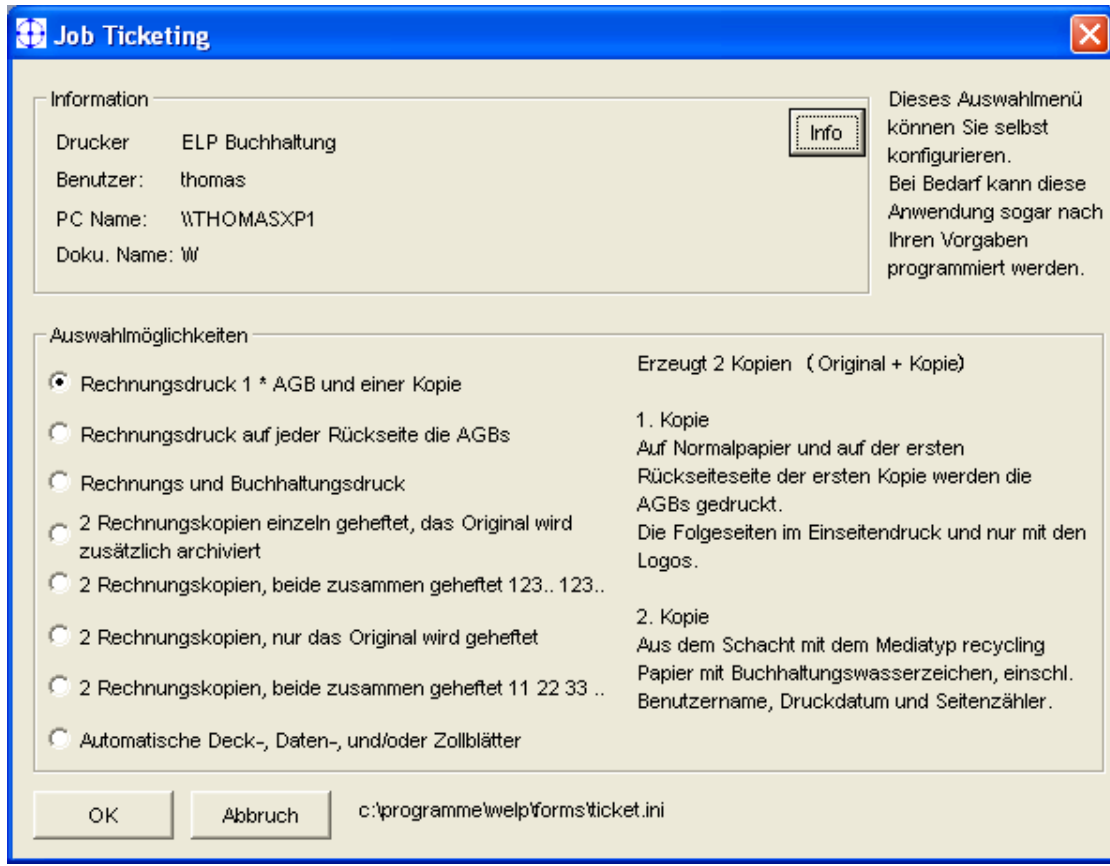 Job Ticketing
Information
Drucker ELP Buchhaltung
Benutzer: thomas
PC Name: \\THOMASXP1
Doku. Name: W
Info
Dieses Auswahlmenü
können Sie selbst
konfigurieren.
Bei Bedarf kann diese
Anwendung sogar nach
Ihren Vorgaben
programmiert werden.
Auswahlmöglichkeiten
Rechnungsdruck 1 * AGB und einer Kopie
Rechnungsdruck auf jeder Rückseite die AGBs
Rechnungs und Buchhaltungsdruck
2 Rechnungskopien einzeln geheftet, das Original wird
zusätzlich archiviert
2 Rechnungskopien, beide zusammen geheftet 123.. 123..
2 Rechnungskopien, nur das Original wird geheftet
2 Rechnungskopien, beide zusammen geheftet 11 22 33 ..
Automatische Deck-, Daten-, und/oder Zollblätter
Erzeugt 2 Kopien ( Original + Kopie)
1. Kopie
Auf Normalpapier und auf der ersten
Rückseiteseite der ersten Kopie werden die
AGBs gedruckt.
Die Folgeseiten im Einseitendruck und nur mit den
Logos.
2. Kopie
Aus dem Schacht mit dem Mediatyp recycling
Papier mit Buchhaltungswasserzeichen, einschl.
Benutzername, Druckdatum und Seitenzähler.
OK
Abbruch
c:\programme\welp\forms\ticket.ini